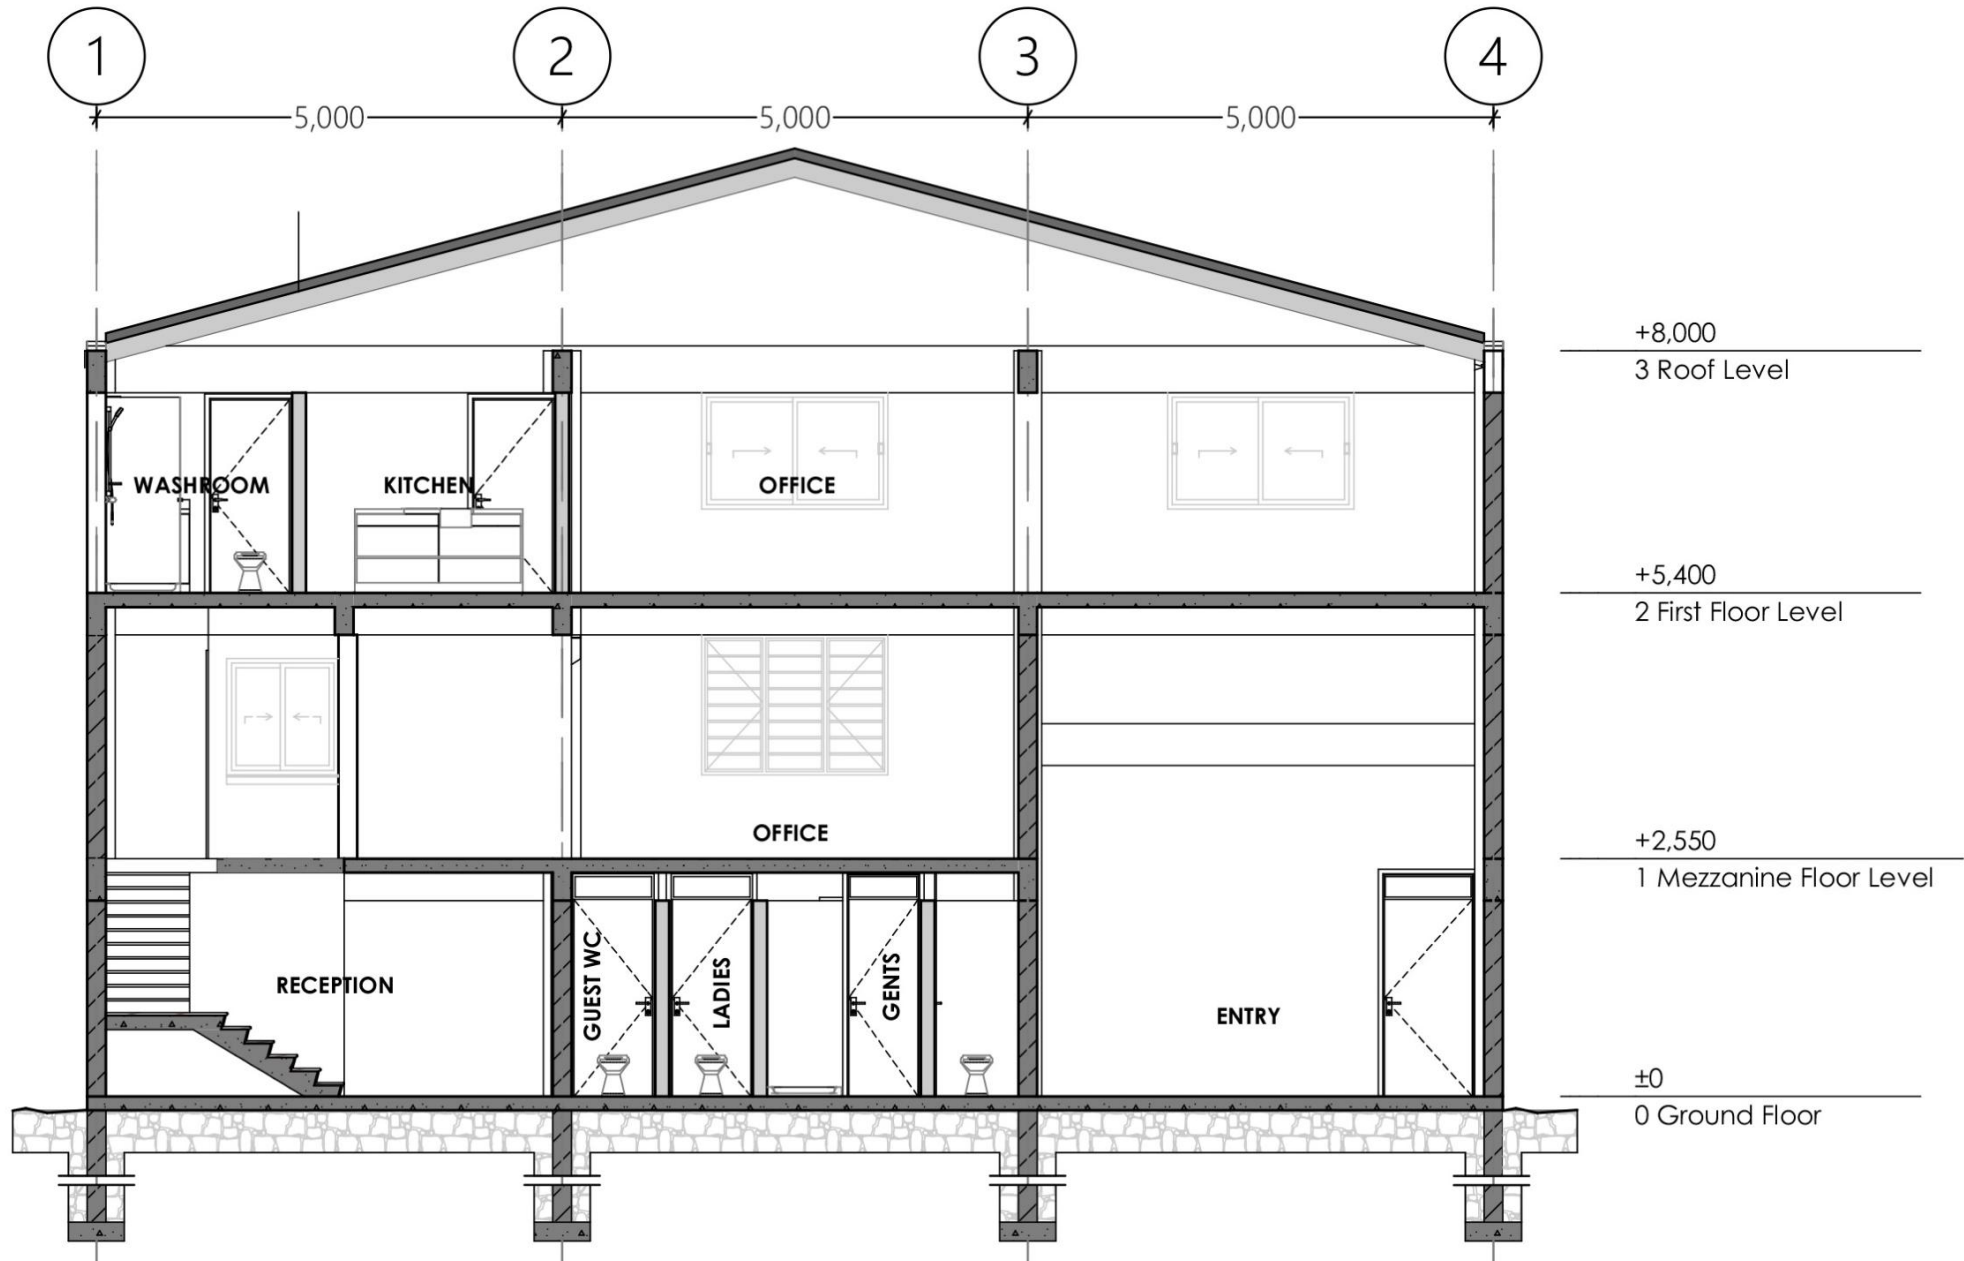 1
2
3
4
5,000
5,000
5,000
+8,000
3 Roof Level
WASHROOM
KITCHEN
OFFICE
+5,400
2 First Floor Level
OFFICE
+2,550
1 Mezzanine Floor Level
RECEPTION
GUEST WC
LADIES
GENTS
ENTRY
±0
0 Ground Floor